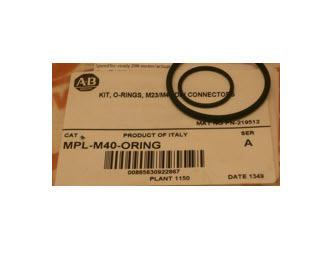 AB
KIT, O-RINGS, M23/M40 DIN CONNECTORS
MAT NO PN-219512
CAT PRODUCT OF ITALY SER
MPL-M40-ORING A
00885630922867
PLANT 1150 DATE 1349